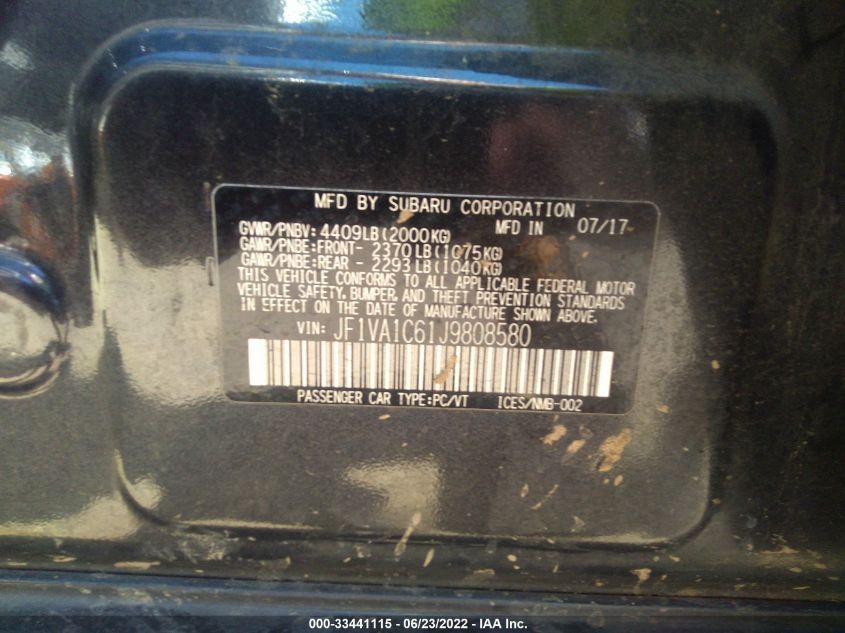 MFD BY SUBARU CORPORATION
GVWR/PNBV: 4409LB(2000KG) MFD IN 07/17
GAWR/PNBE:FRONT- 2370LB(1075KG)
GAWR/PNBE:REAR - 2293LB(1040KG)
THIS VEHICLE CONFORMS TO ALL APPLICABLE FEDERAL MOTOR
VEHICLE SAFETY, BUMPER, AND THEFT PREVENTION STANDARDS
IN EFFECT ON THE DATE OF MANUFACTURE SHOWN ABOVE.
VIN: JF1VA1C61J9808580
PASSENGER CAR TYPE:PC/VT ICES/NMB-002
000-33441115 - 06/23/2022 - IAA Inc.